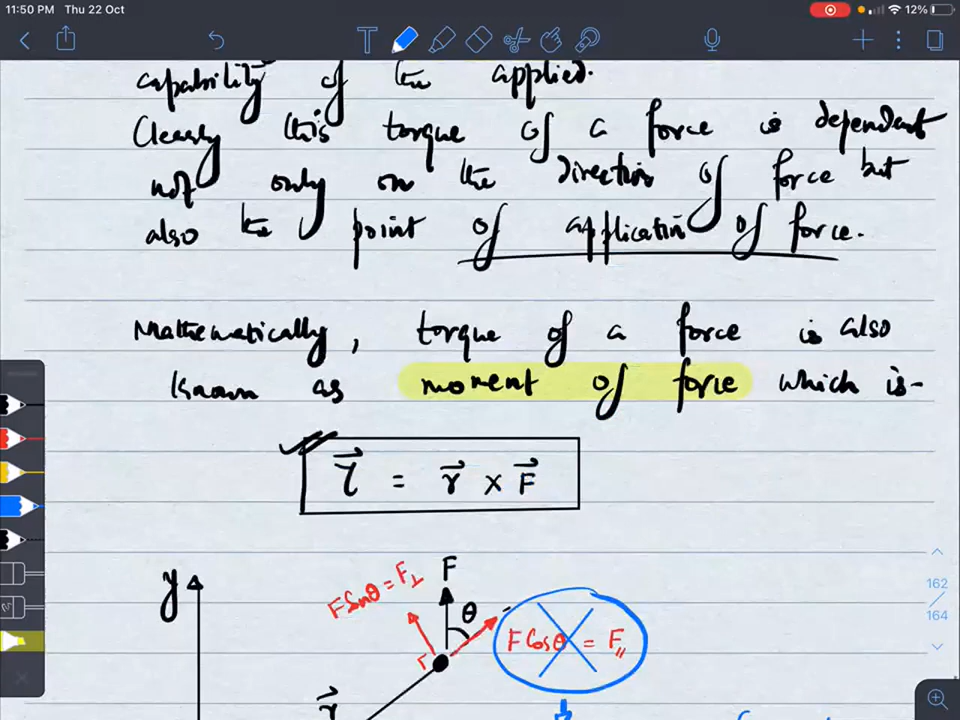 11:50 PM Thu 22 Oct
12%
capability of the applied.
Clearly this torque of a force is dependent
not only on the direction of force but
also the point of application of force.
Mathematically, torque of a force is also
known as moment of force which is-
τ⃗ = r⃗ × F⃗
F
y
θ
F Sinθ = F⊥
F Cosθ = F∥
r⃗
162
/
164